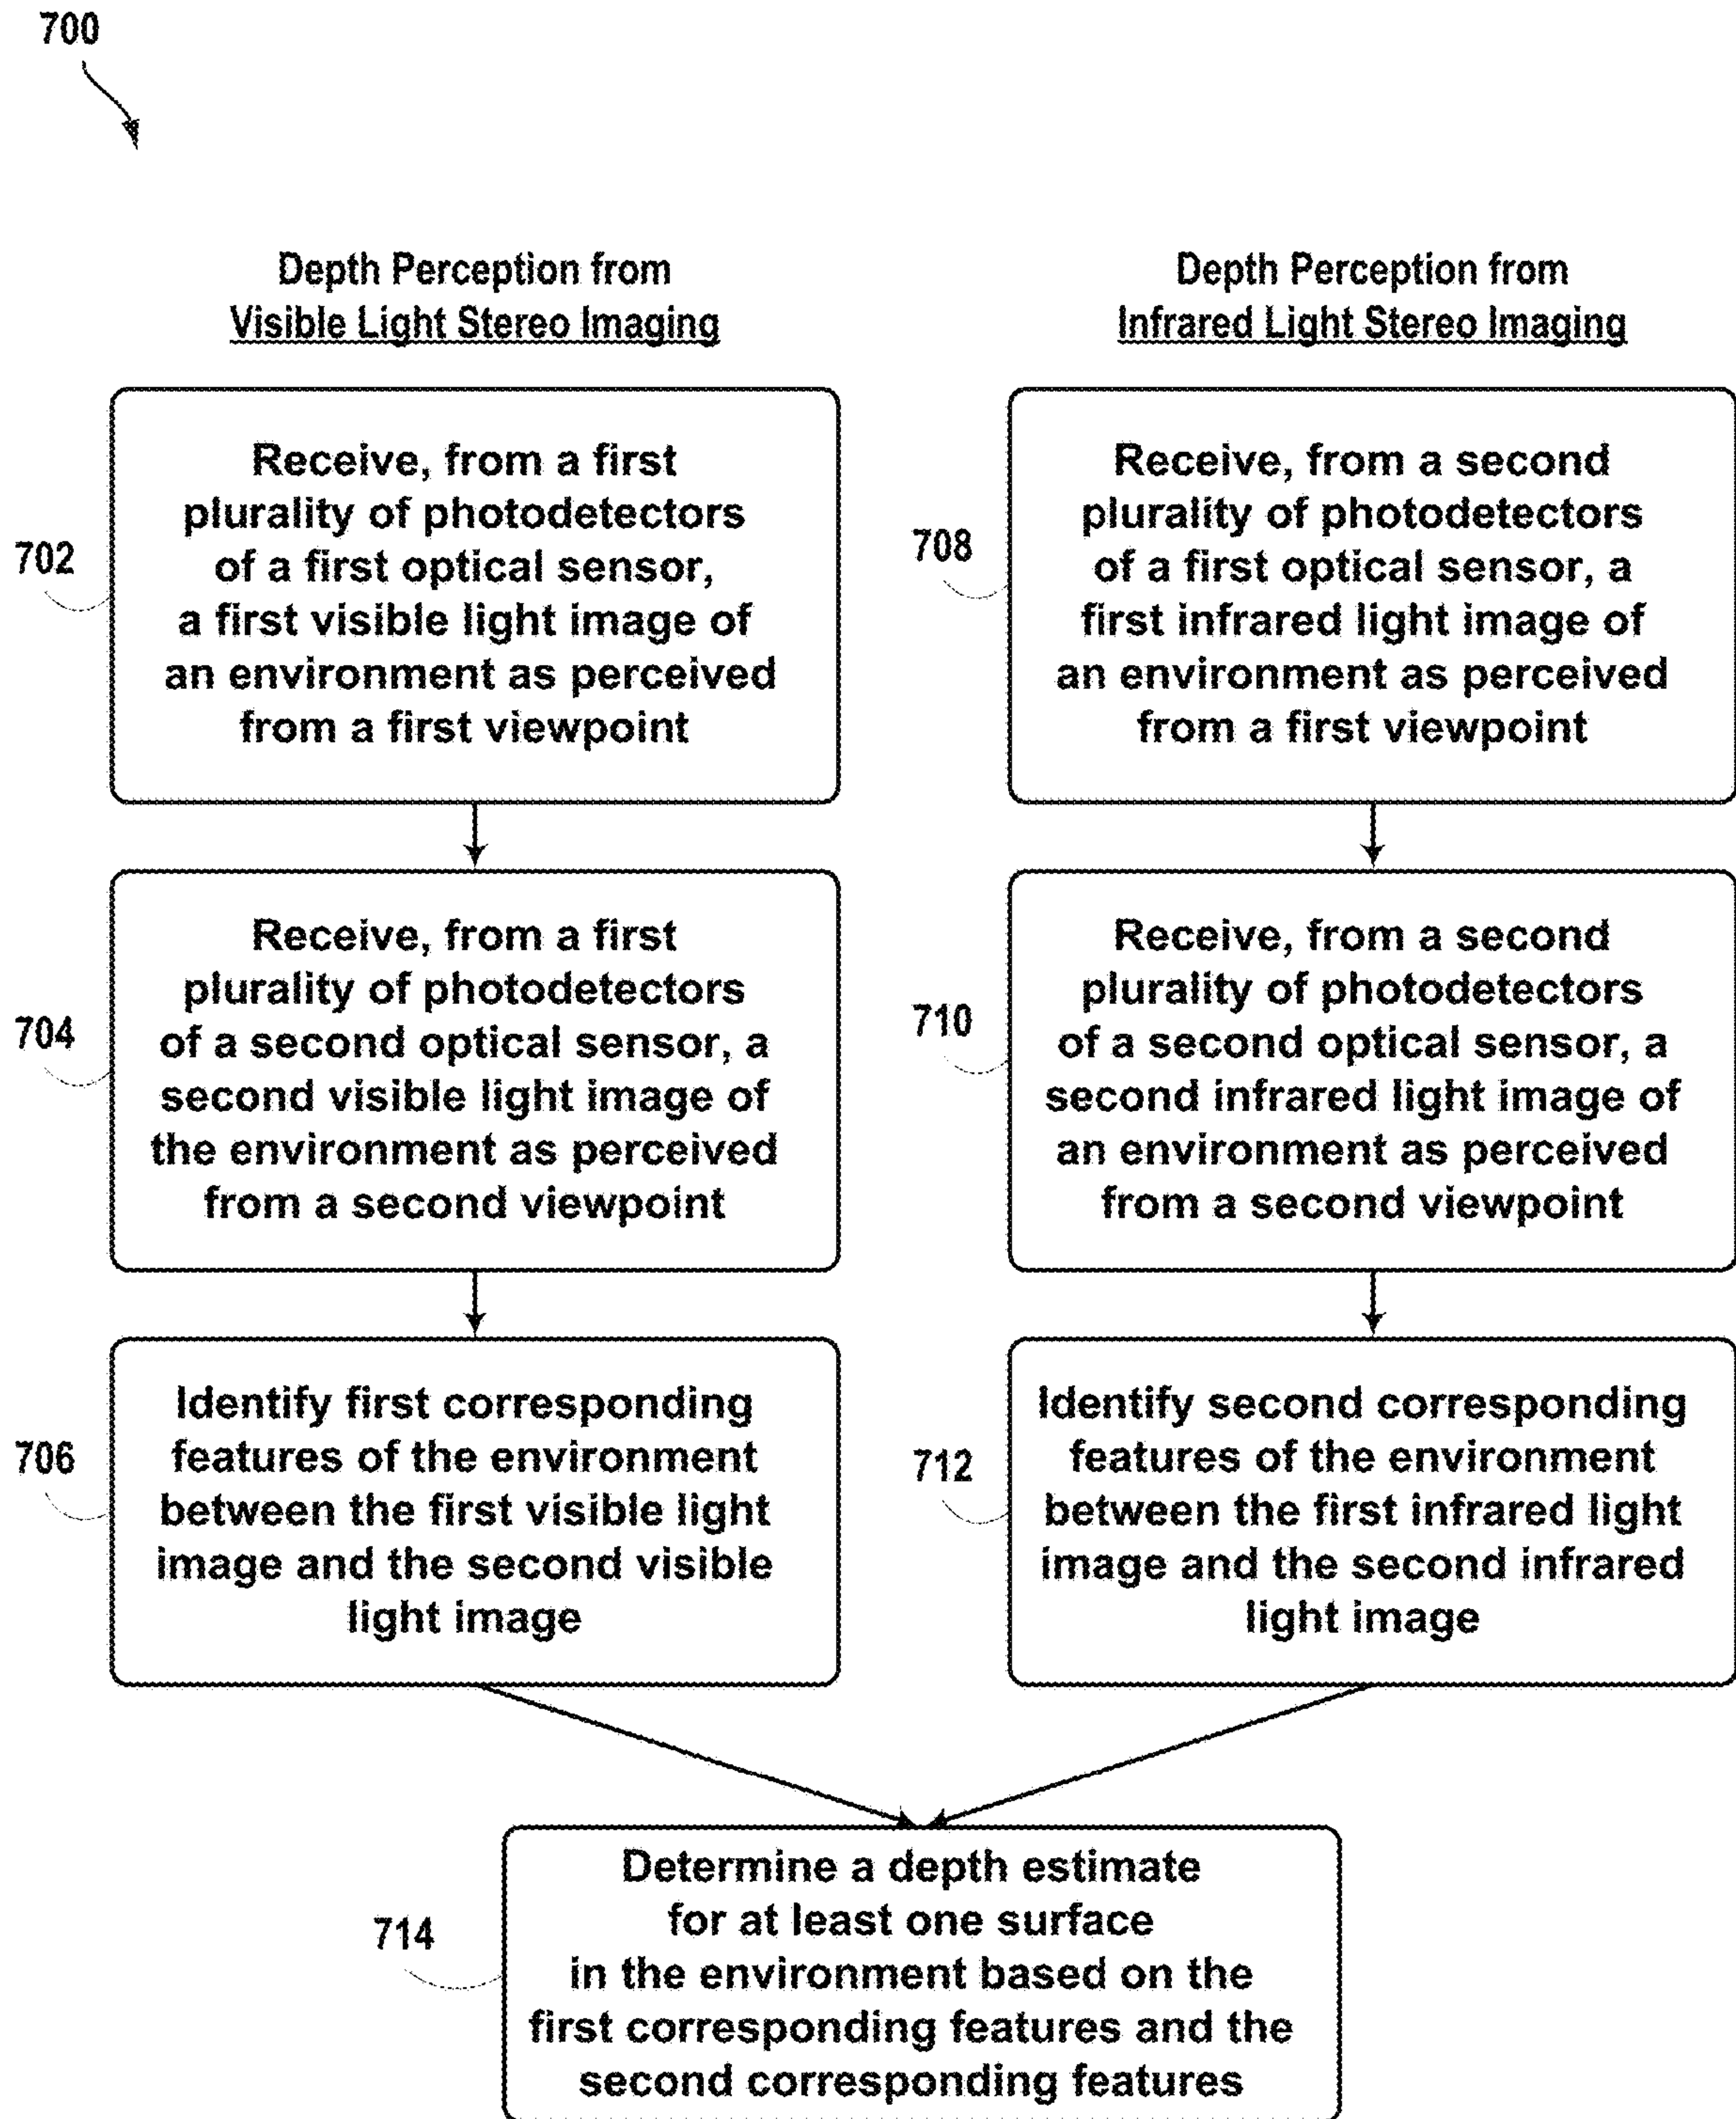 700
Depth Perception from
Visible Light Stereo Imaging
702
Receive, from a first
plurality of photodetectors
of a first optical sensor,
a first visible light image of
an environment as perceived
from a first viewpoint
704
Receive, from a first
plurality of photodetectors
of a second optical sensor, a
second visible light image of
the environment as perceived
from a second viewpoint
706
Identify first corresponding
features of the environment
between the first visible light
image and the second visible
light image
Depth Perception from
Infrared Light Stereo Imaging
708
Receive, from a second
plurality of photodetectors
of a first optical sensor, a
first infrared light image of
an environment as perceived
from a first viewpoint
710
Receive, from a second
plurality of photodetectors
of a second optical sensor, a
second infrared light image of
an environment as perceived
from a second viewpoint
712
Identify second corresponding
features of the environment
between the first infrared light
image and the second infrared
light image
714
Determine a depth estimate
for at least one surface
in the environment based on the
first corresponding features and the
second corresponding features